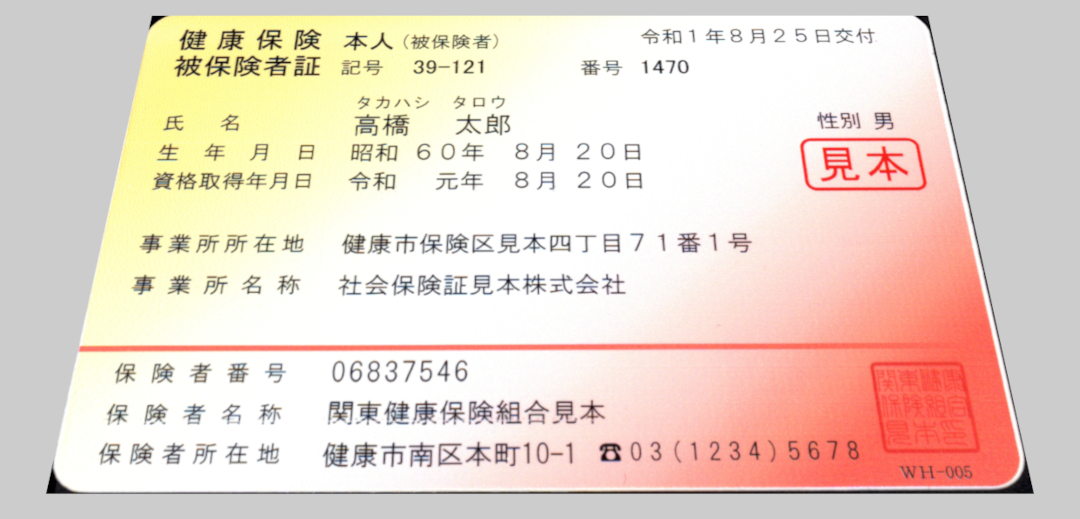 健康保険 本人（被保険者） 令和１年８月２５日交付
被保険者証 記号 39-121 番号 1470
タカハシ タロウ
氏名 高橋 太郎 性別 男
生年月日 昭和 ６０年 ８月 ２０日
資格取得年月日 令和 元年 ８月 ２０日
見本
事業所所在地 健康市保険区見本四丁目７１番１号
事業所名称 社会保険証見本株式会社
保険者番号 06837546
保険者名称 関東健康保険組合見本
保険者所在地 健康市南区本町10-1 ☎03(1234)5678
関東健康
保険組合
見本印
WH-005